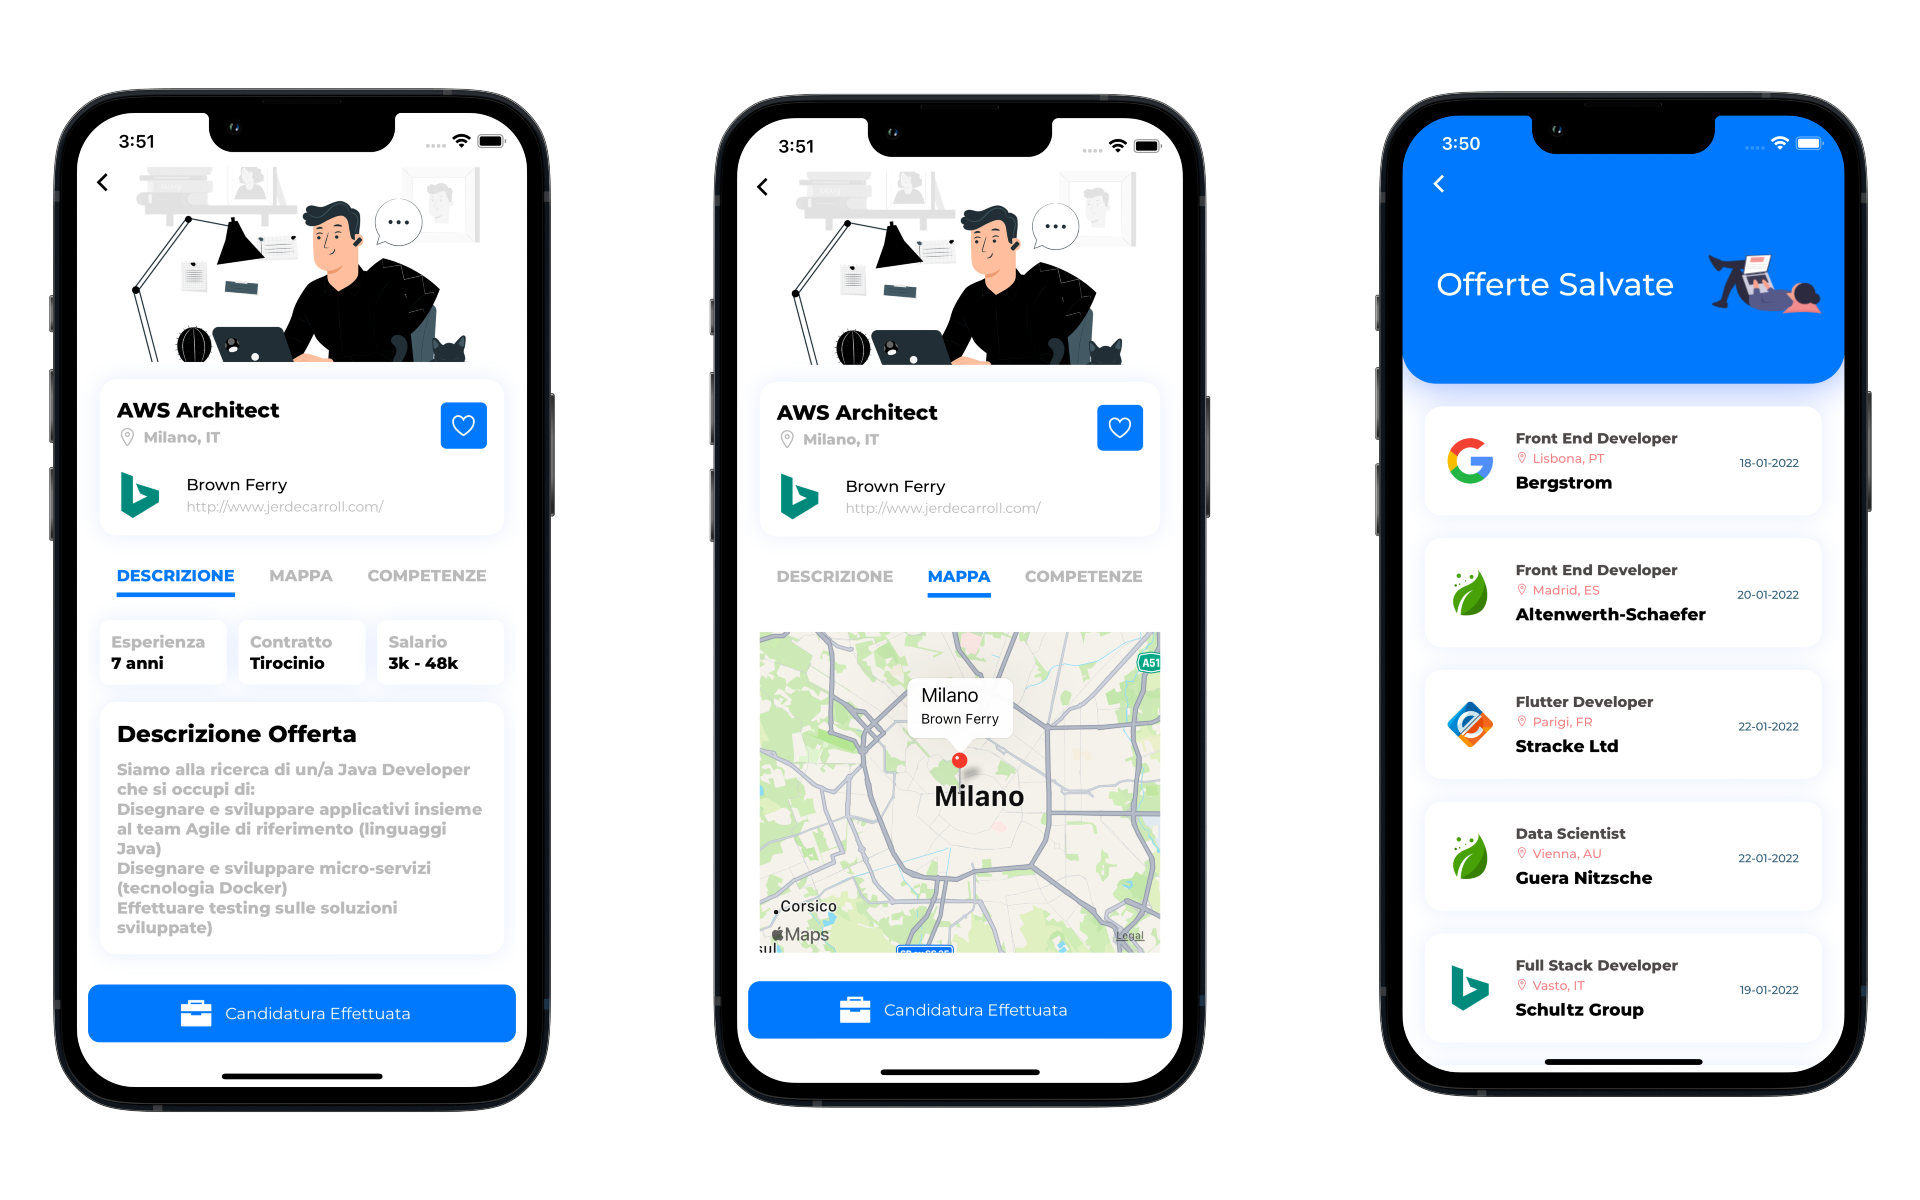 3:51
AWS Architect
Milano, IT
Brown Ferry
http://www.jerdecarroll.com/
DESCRIZIONE MAPPA COMPETENZE
Esperienza Contratto Salario
7 anni Tirocinio 3k - 48k
Descrizione Offerta
Siamo alla ricerca di un/a Java Developer
che si occupi di:
Disegnare e sviluppare applicativi insieme
al team Agile di riferimento (linguaggi
Java)
Disegnare e sviluppare micro-servizi
(tecnologia Docker)
Effettuare testing sulle soluzioni
sviluppate)
Candidatura Effettuata
3:51
AWS Architect
Milano, IT
Brown Ferry
http://www.jerdecarroll.com/
DESCRIZIONE MAPPA COMPETENZE
A51
Milano
Brown Ferry
Milano
Corsico
Maps
Legal
Candidatura Effettuata
3:50
Offerte Salvate
Front End Developer
Lisbona, PT
18-01-2022
Bergstrom
Front End Developer
Madrid, ES
20-01-2022
Altenwerth-Schaefer
Flutter Developer
Parigi, FR
22-01-2022
Stracke Ltd
Data Scientist
Vienna, AU
22-01-2022
Guera Nitzsche
Full Stack Developer
Vasto, IT
19-01-2022
Schultz Group